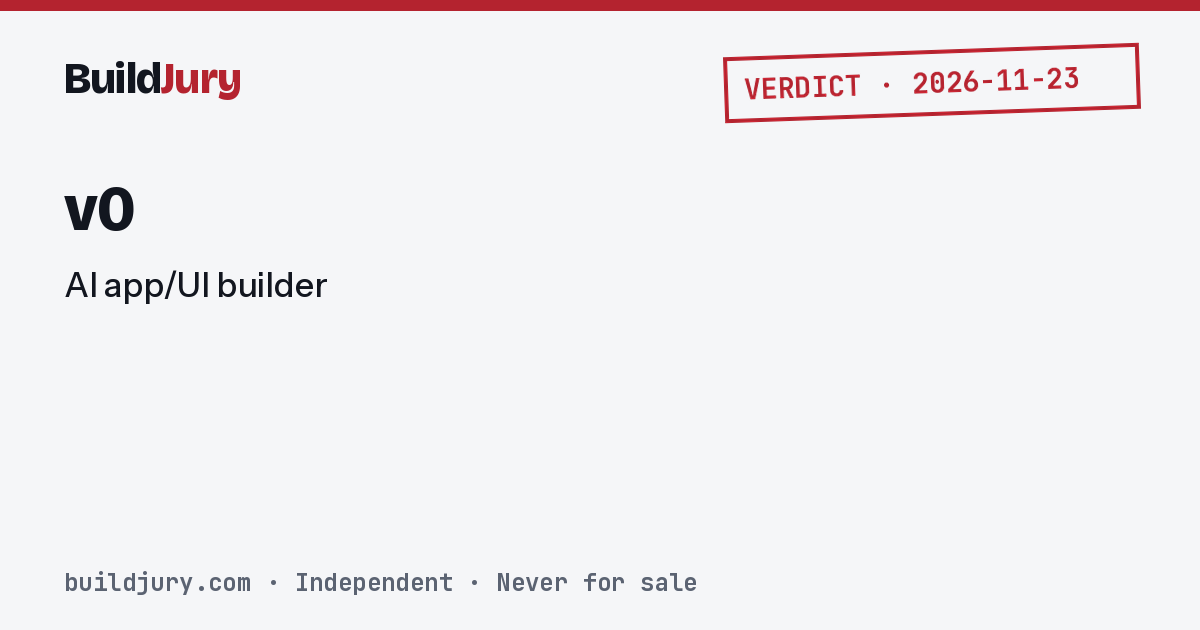 BuildJury
VERDICT · 2026-11-23
v0
AI app/UI builder
buildjury.com · Independent · Never for sale